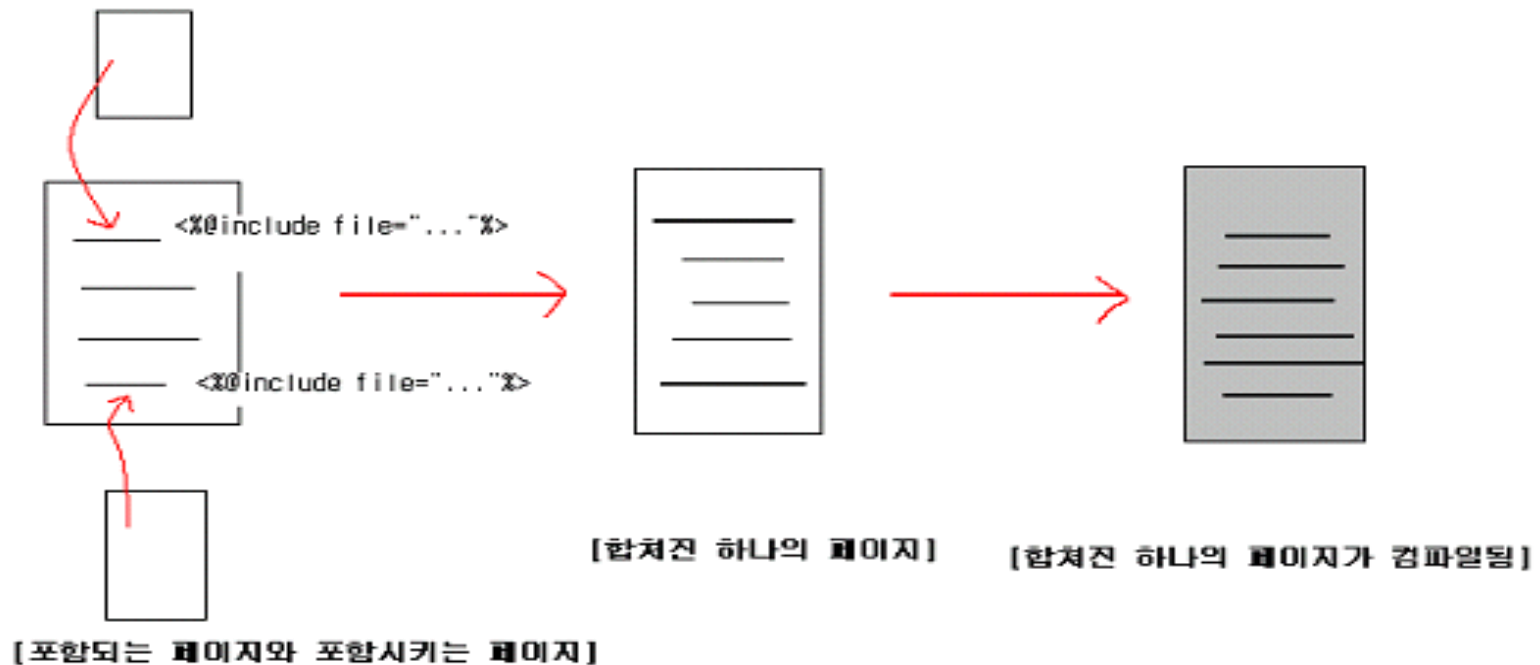 <%@include file="..."%>
<%@include file="..."%>
[합쳐진 하나의 페이지]
[합쳐진 하나의 페이지가 컴파일됨]
[포함되는 페이지와 포함시키는 페이지]